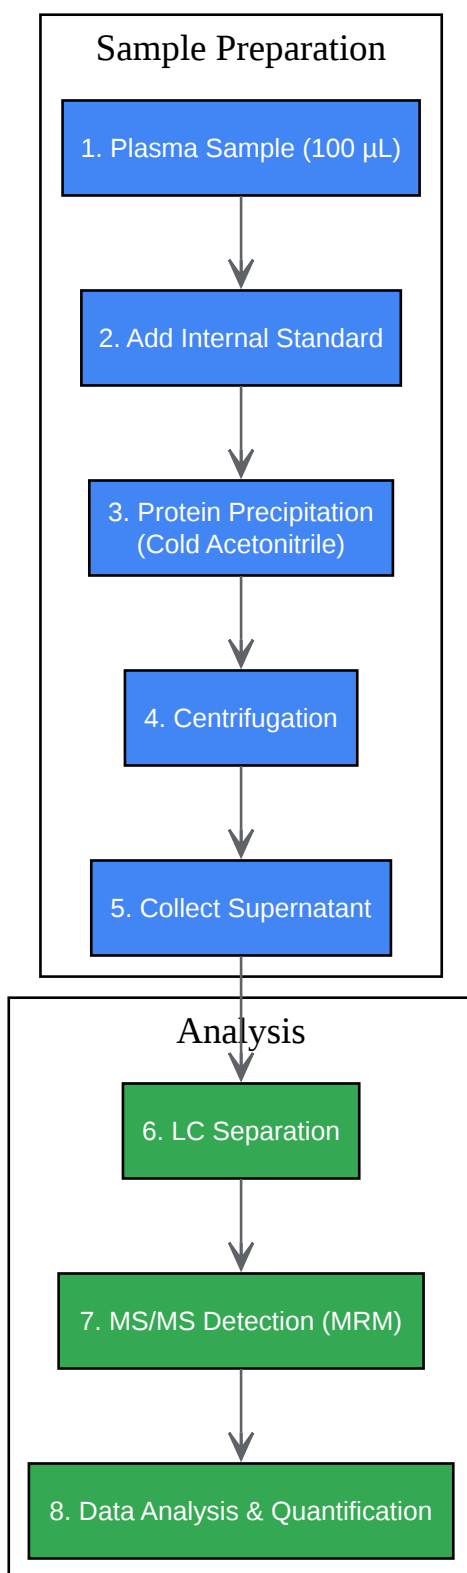 Sample Preparation
1. Plasma Sample (100 µL)
2. Add Internal Standard
3. Protein Precipitation
(Cold Acetonitrile)
4. Centrifugation
5. Collect Supernatant
Analysis
6. LC Separation
7. MS/MS Detection (MRM)
8. Data Analysis & Quantification